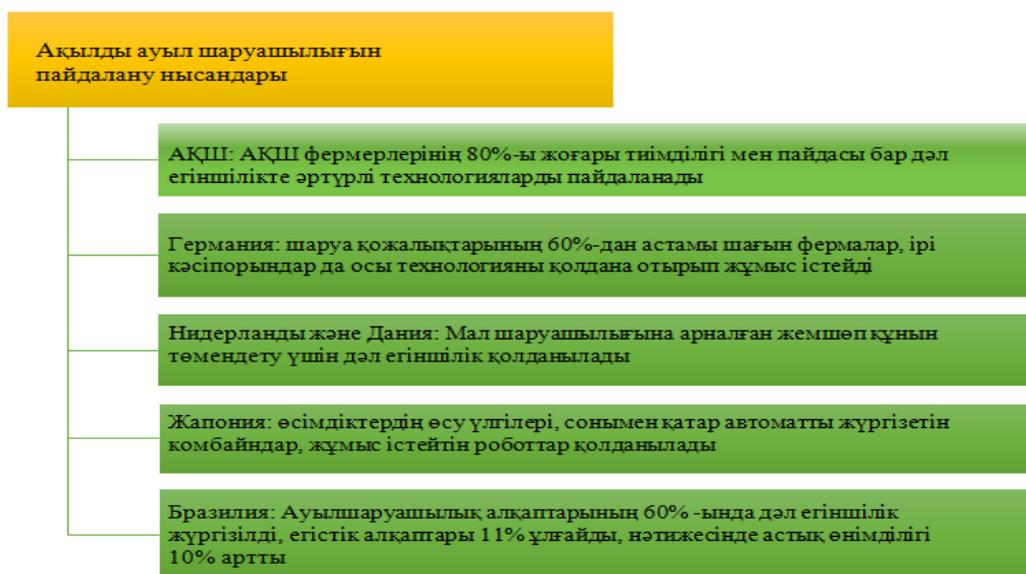 Ақылды ауыл шаруашылығын
пайдалану нысандары
АҚШ: АҚШ фермерлерінің 80%-ы жоғары тиімділігі мен пайдасы бар дәл
егіншілікте әртүрлі технологияларды пайдаланады
Германия: шаруа қожалықтарының 60%-дан астамы шағын фермалар, ірі
кәсіпорындар да осы технологияны қолдана отырып жұмыс істейді
Нидерланды және Дания: Мал шаруашылығына арналған жемшөп құнын
төмендету үшін дәл егіншілік қолданылады
Жапония: өсімдіктердің өсу үлгілері, сонымен қатар автоматты жүргізетін
комбайндар, жұмыс істейтін роботтар қолданылады
Бразилия: Ауылшаруашылық алқаптарының 60% -ында дәл егіншілік
жүргізілді, егістік алқаптары 11% ұлғайды, нәтижесінде астық өнімділігі
10% артты